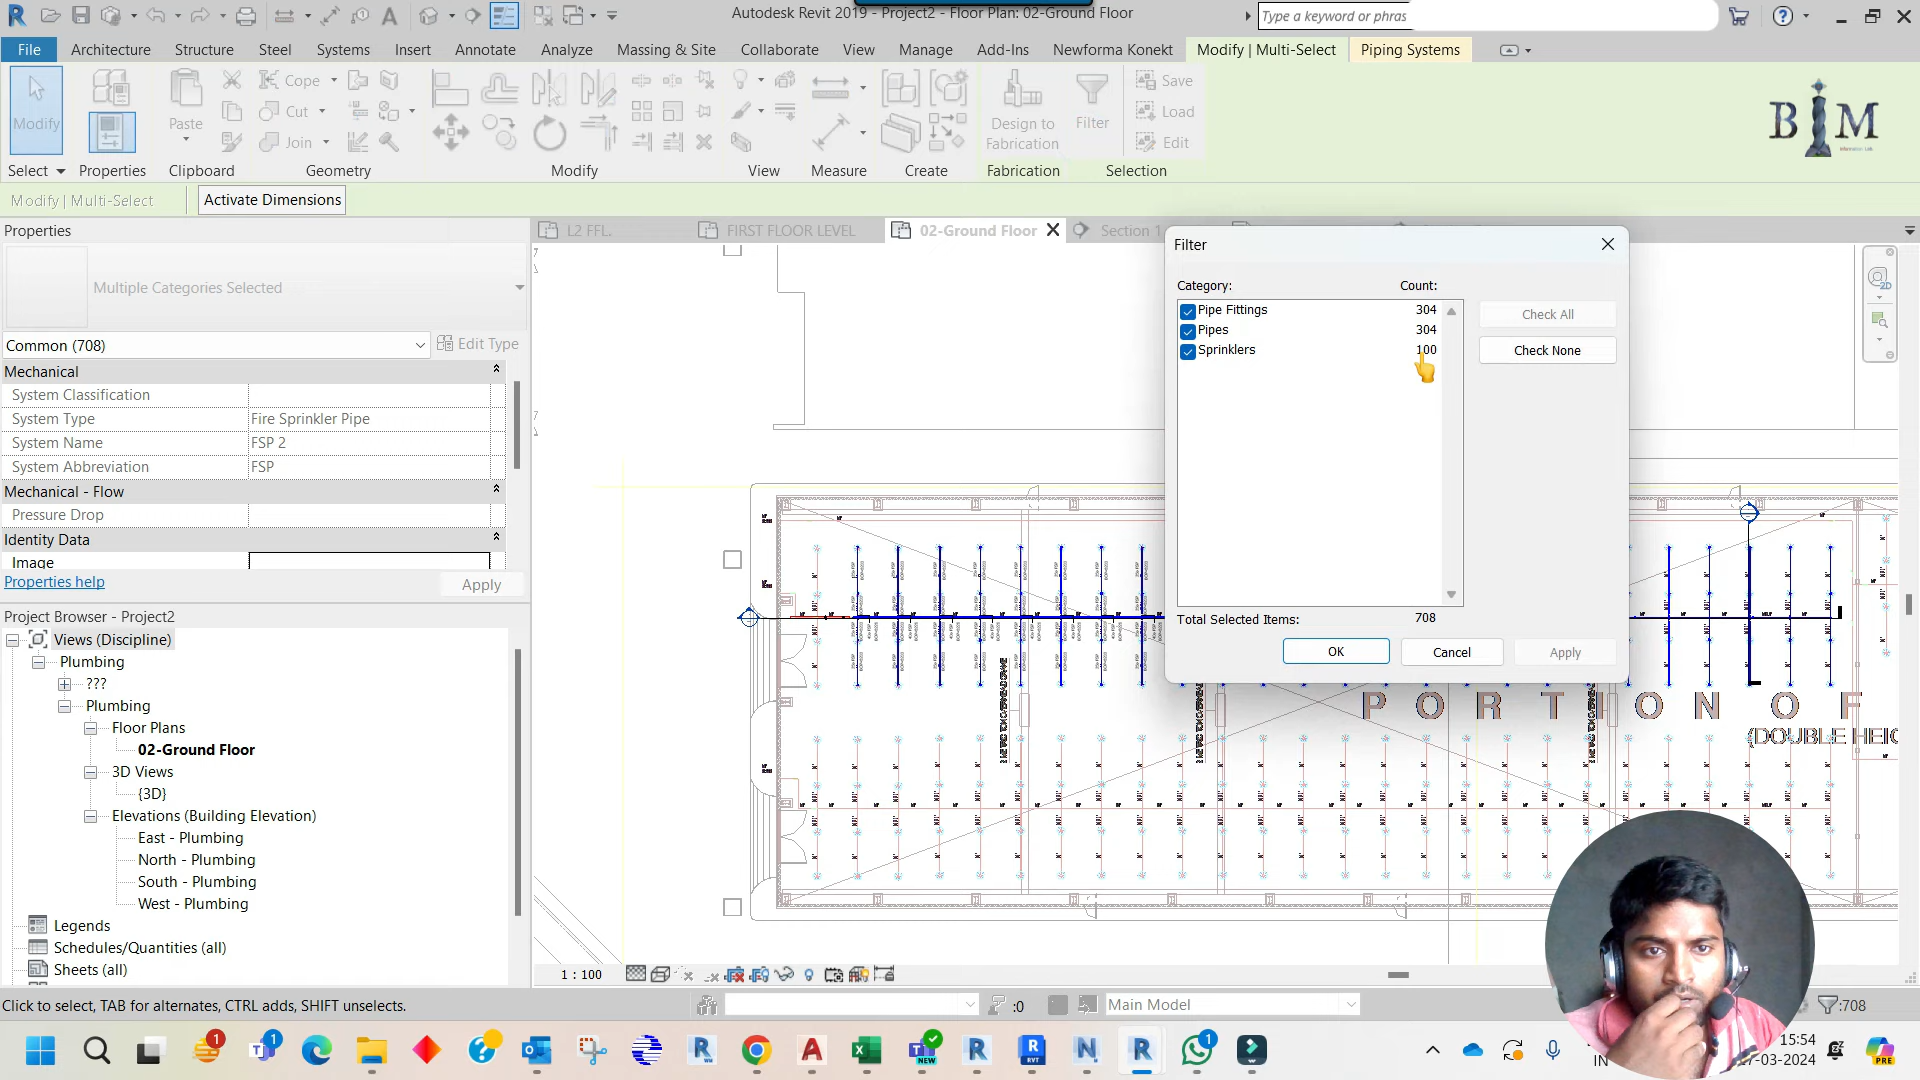 Autodesk Revit 2019 - Project2 - Floor Plan: 02-Ground Floor
Type a keyword or phras
File Architecture Structure Steel Systems Insert Annotate Analyze Massing & Site Collaborate View Manage Add-Ins Newforma Konekt Modify | Multi-Select Piping Systems
Modify
Paste
Cope
Cut
Join
Design to
Fabrication
Filter
Save
Load
Edit
BIM
Select Properties Clipboard Geometry Modify View Measure Create Fabrication Selection
Modify | Multi-Select Activate Dimensions
Properties
Multiple Categories Selected
Common (708) Edit Type
Mechanical
System Classification
System Type Fire Sprinkler Pipe
System Name FSP 2
System Abbreviation FSP
Mechanical - Flow
Pressure Drop
Identity Data
Image
Properties help Apply
Project Browser - Project2
Views (Discipline)
Plumbing
???
Plumbing
Floor Plans
02-Ground Floor
3D Views
{3D}
Elevations (Building Elevation)
East - Plumbing
North - Plumbing
South - Plumbing
West - Plumbing
Legends
Schedules/Quantities (all)
Sheets (all)
L2 FFL. FIRST FLOOR LEVEL 02-Ground Floor Section 1
Filter
Category: Count:
Pipe Fittings 304
Pipes 304
Sprinklers 100
Check All
Check None
Total Selected Items: 708
OK Cancel Apply
2D
PORTION OF
(DOUBLE HEIG
1 : 100
Click to select, TAB for alternates, CTRL adds, SHIFT unselects.
:0
Main Model
:708
15:54
IN
-03-2024